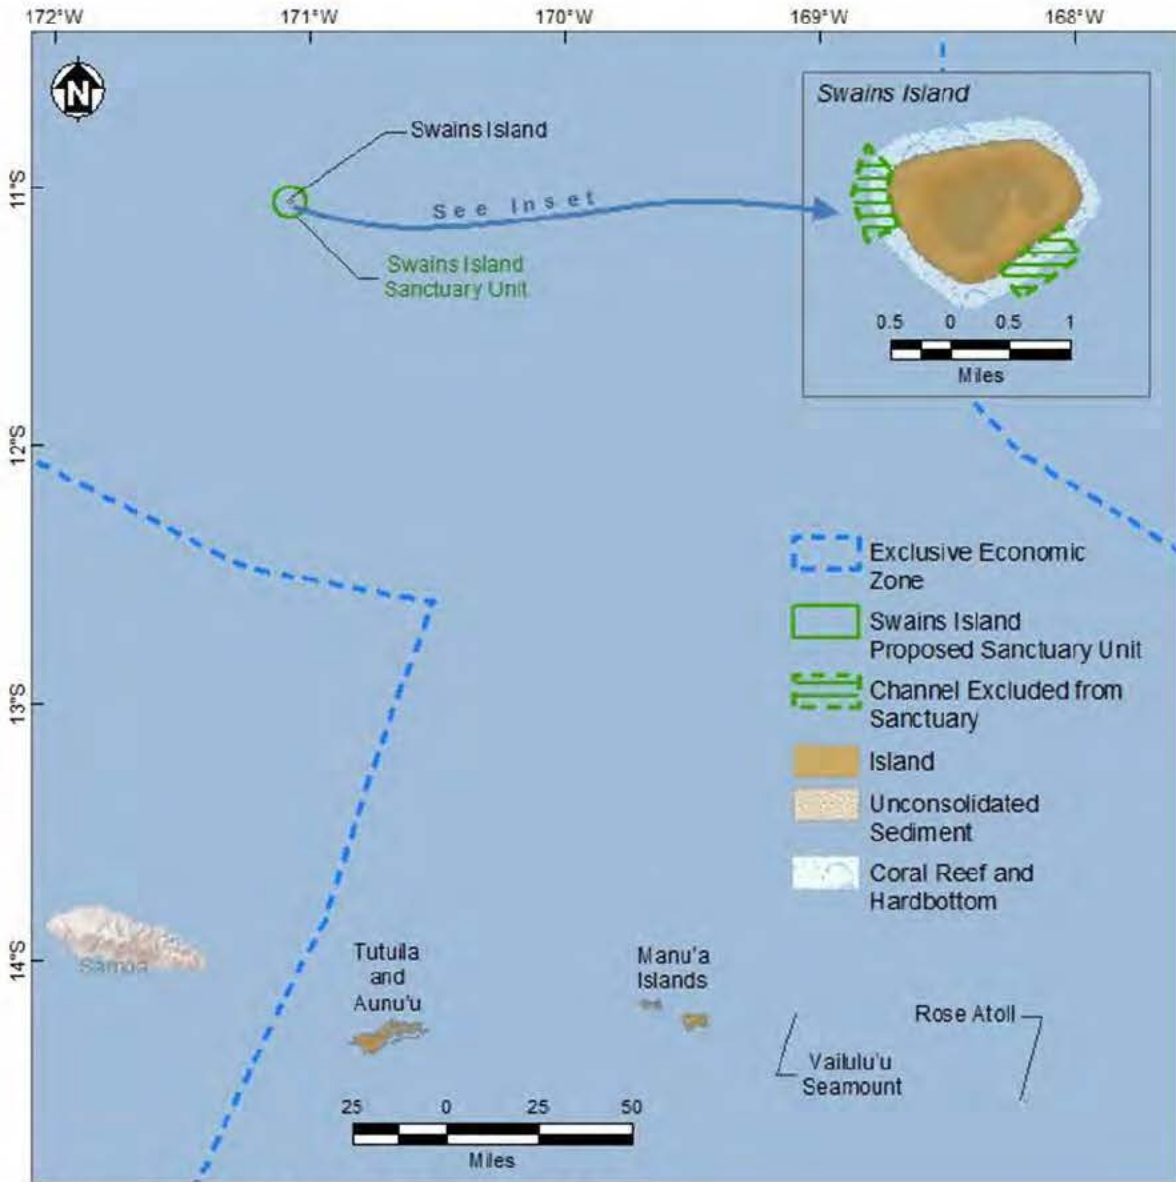 172°W
171°W
170°W
169°W
168°W
N
Swains Island
Swains Island
11°S
See Inset
Swains Island
Sanctuary Unit
0.5 0 0.5 1
Miles
12°S
Exclusive Economic
Zone
Swains Island
Proposed Sanctuary Unit
13°S
Channel Excluded from
Sanctuary
Island
Unconsolidated
Sediment
Coral Reef and
Hardbottom
14°S
Samoa
Tutuila
and
Aunu'u
Manu'a
Islands
Rose Atoll
Vailulu'u
Seamount
25 0 25 50
Miles